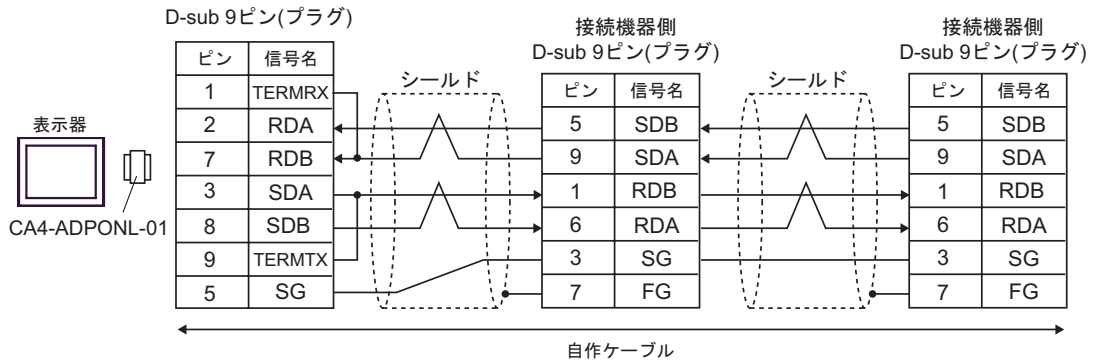 D-sub 9ピン(プラグ)
接続機器側
D-sub 9ピン(プラグ)
接続機器側
D-sub 9ピン(プラグ)
表示器
CA4-ADPONL-01
ピン 信号名
1 TERMRX
2 RDA
7 RDB
3 SDA
8 SDB
9 TERMTX
5 SG
シールド
ピン 信号名
5 SDB
9 SDA
1 RDB
6 RDA
3 SG
7 FG
シールド
ピン 信号名
5 SDB
9 SDA
1 RDB
6 RDA
3 SG
7 FG
自作ケーブル